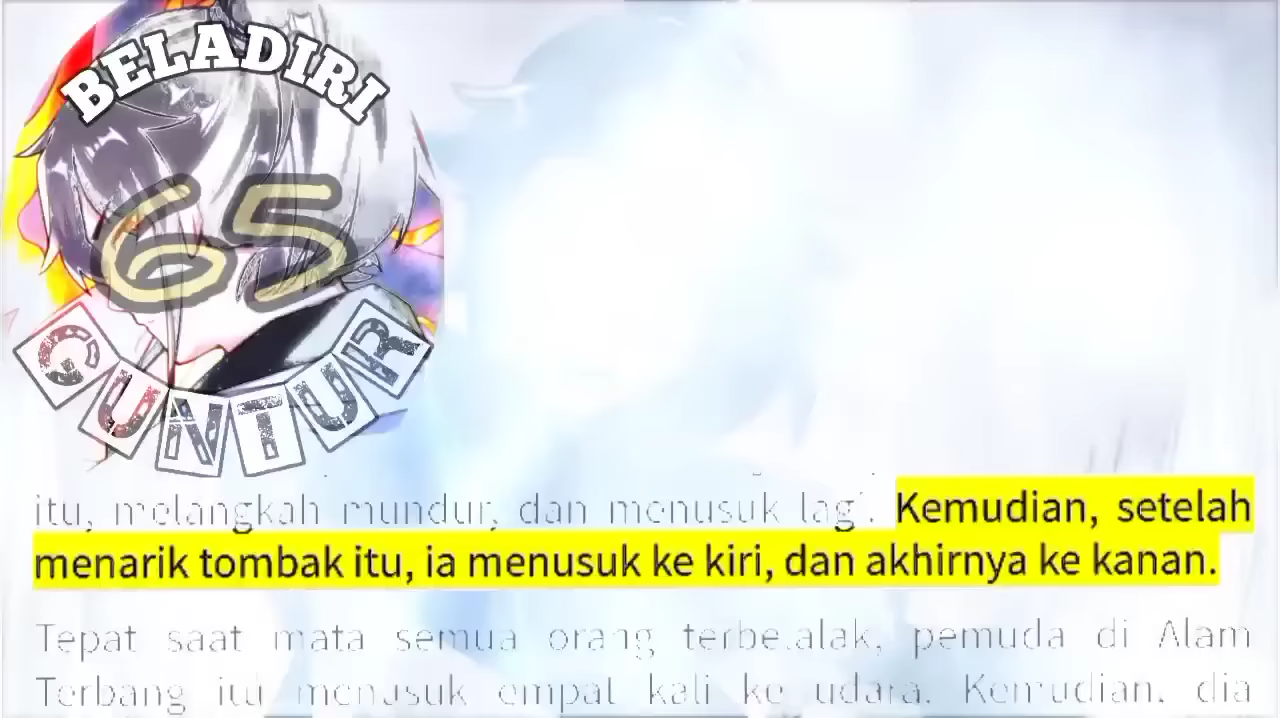 BELADIRI
65
GUNTUR
itu, melangkah mundur, dan menusuk lagi. Kemudian, setelah
menarik tombak itu, ia menusuk ke kiri, dan akhirnya ke kanan.
Tepat saat mata semua orang terbelalak, pemuda di Alam
Terbang itu menusuk empat kali ke udara. Kemudian, dia